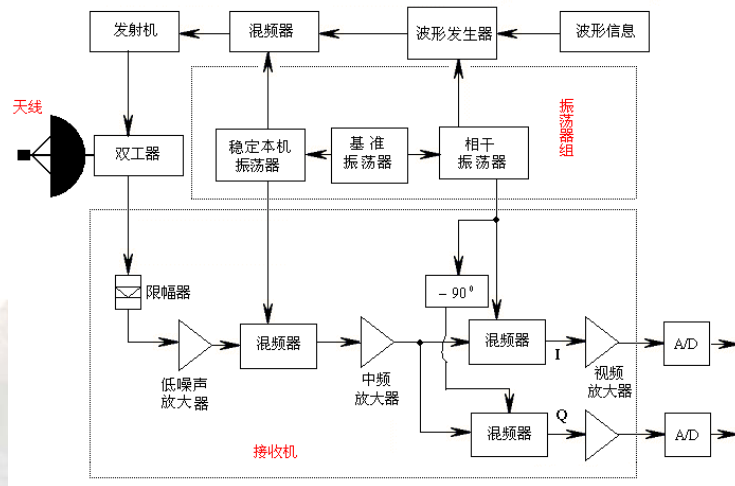 发射机
混频器
波形发生器
波形信息
天线
双工器
稳定本机
振荡器
基准
振荡器
相干
振荡器
振
荡
器
组
限幅器
－90⁰
低噪声
放大器
混频器
中频
放大器
混频器
I
视频
放大器
A/D
混频器
Q
A/D
接收机